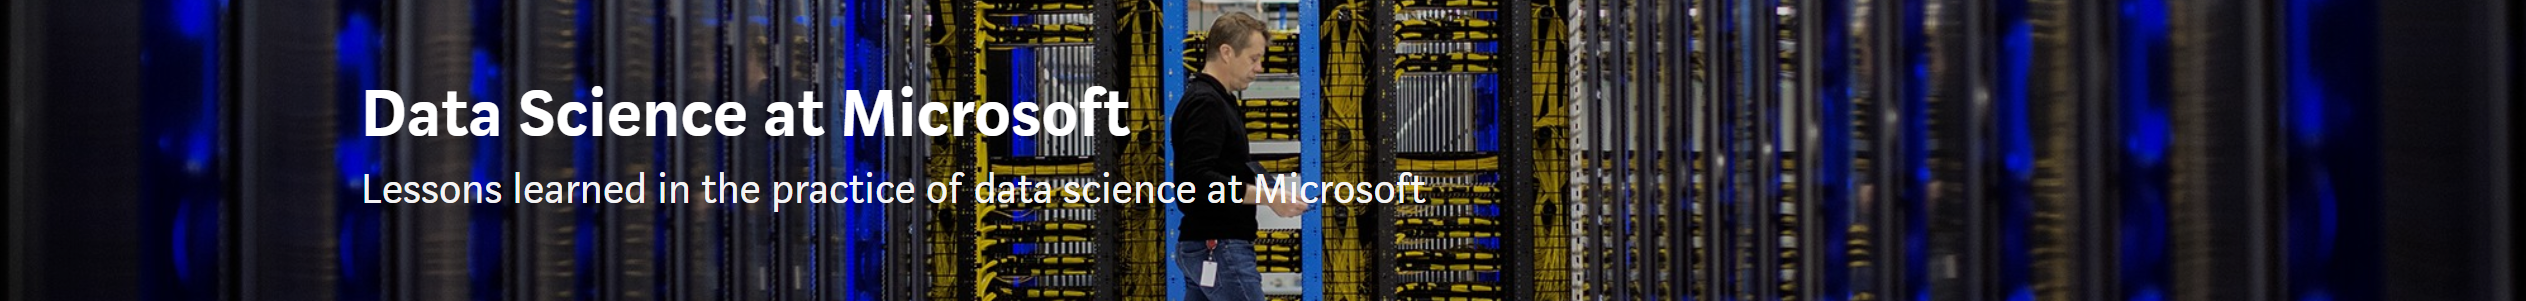 Data Science at Microsoft
Lessons learned in the practice of data science at Microsoft